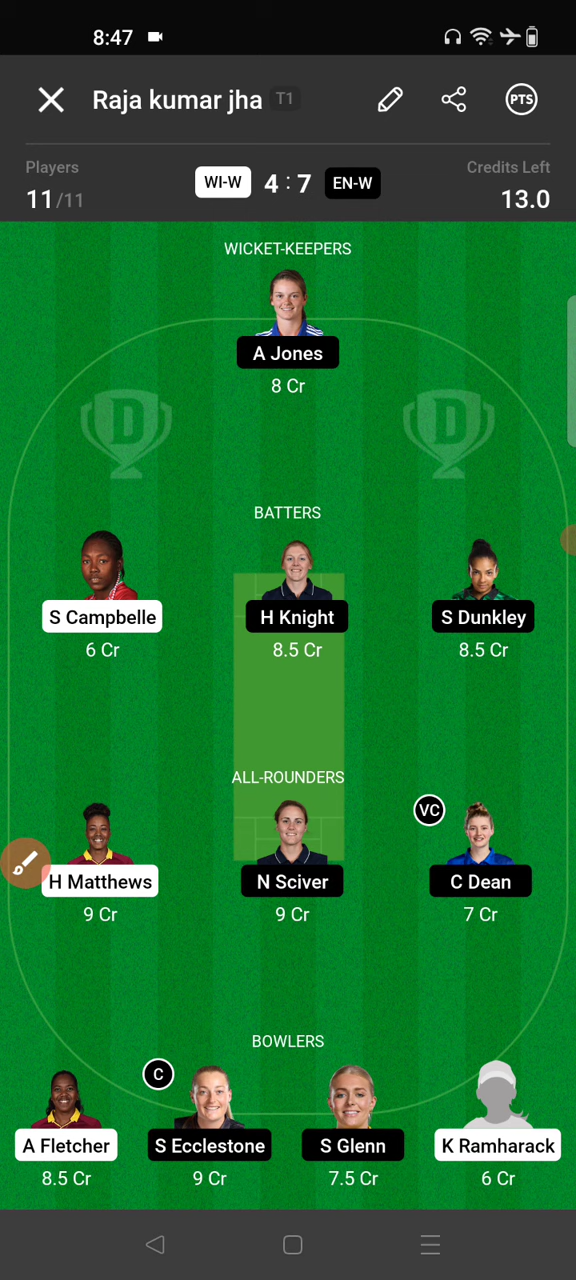 8:47
Raja kumar jha T1
PTS
Players
11/11
WI-W 4 : 7 EN-W
Credits Left
13.0
WICKET-KEEPERS
A Jones
8 Cr
D D
BATTERS
S Campbelle H Knight S Dunkley
6 Cr 8.5 Cr 8.5 Cr
ALL-ROUNDERS
VC
H Matthews N Sciver C Dean
9 Cr 9 Cr 7 Cr
BOWLERS
C
A Fletcher S Ecclestone S Glenn K Ramharack
8.5 Cr 9 Cr 7.5 Cr 6 Cr